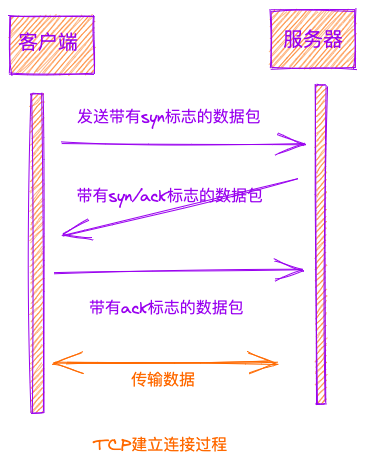 客户端
服务器
发送带有syn标志的数据包
带有syn/ack标志的数据包
带有ack标志的数据包
传输数据
TCP建立连接过程